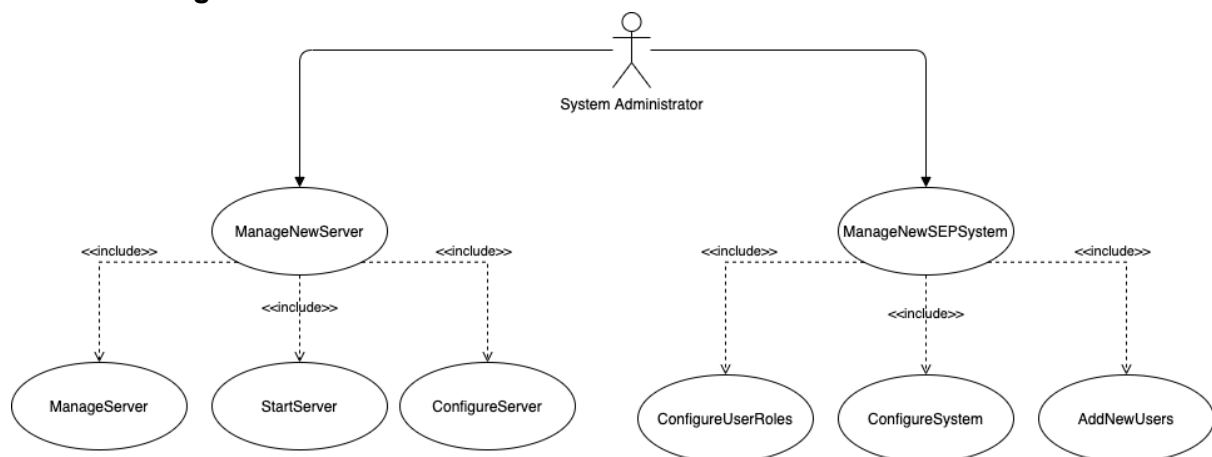 System Administrator
ManageNewServer
ManageNewSEPSystem
<<include>>
<<include>>
<<include>>
<<include>>
<<include>>
<<include>>
ManageServer
StartServer
ConfigureServer
ConfigureUserRoles
ConfigureSystem
AddNewUsers